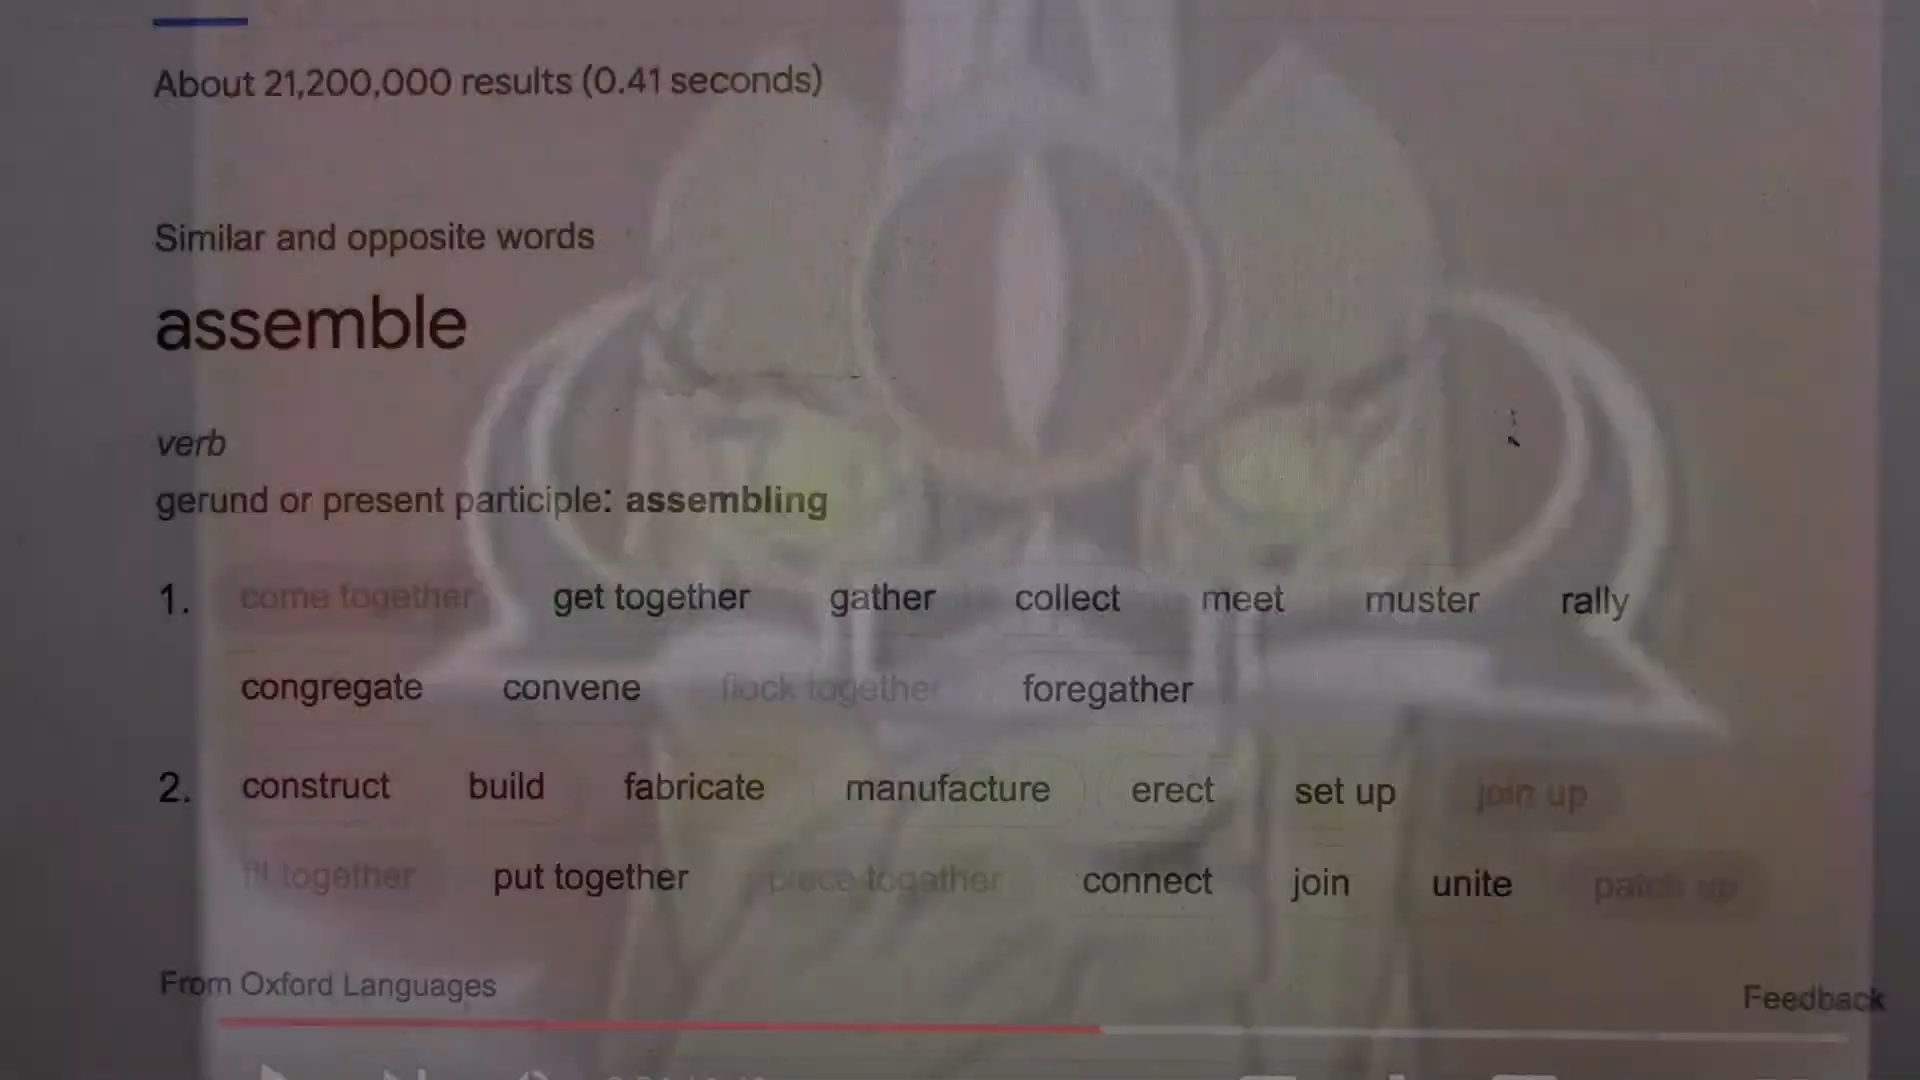 About 21,200,000 results (0.41 seconds)
Similar and opposite words
assemble
verb
gerund or present participle: assembling
1. come together get together gather collect meet muster rally
congregate convene flock together foregather
2. construct build fabricate manufacture erect set up join up
fit together put together piece together connect join unite patch up
From Oxford Languages
Feedback